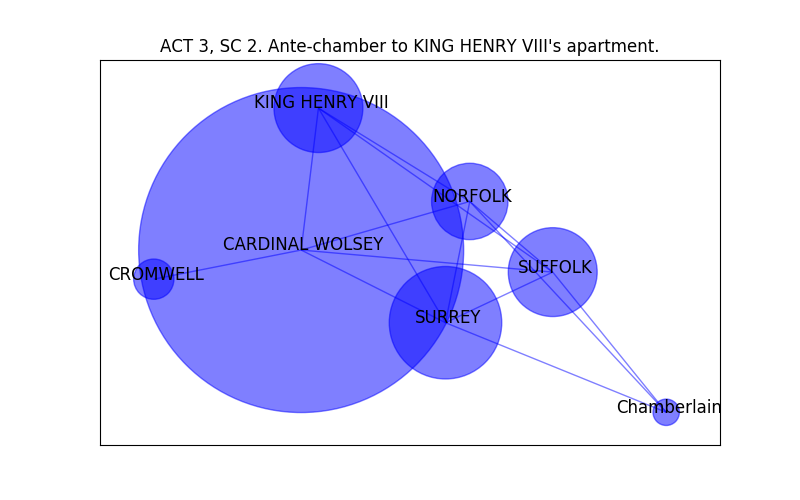 ACT 3, SC 2. Ante-chamber to KING HENRY VIII's apartment.
KING HENRY VIII
NORFOLK
CARDINAL WOLSEY
SUFFOLK
CROMWELL
SURREY
Chamberlain